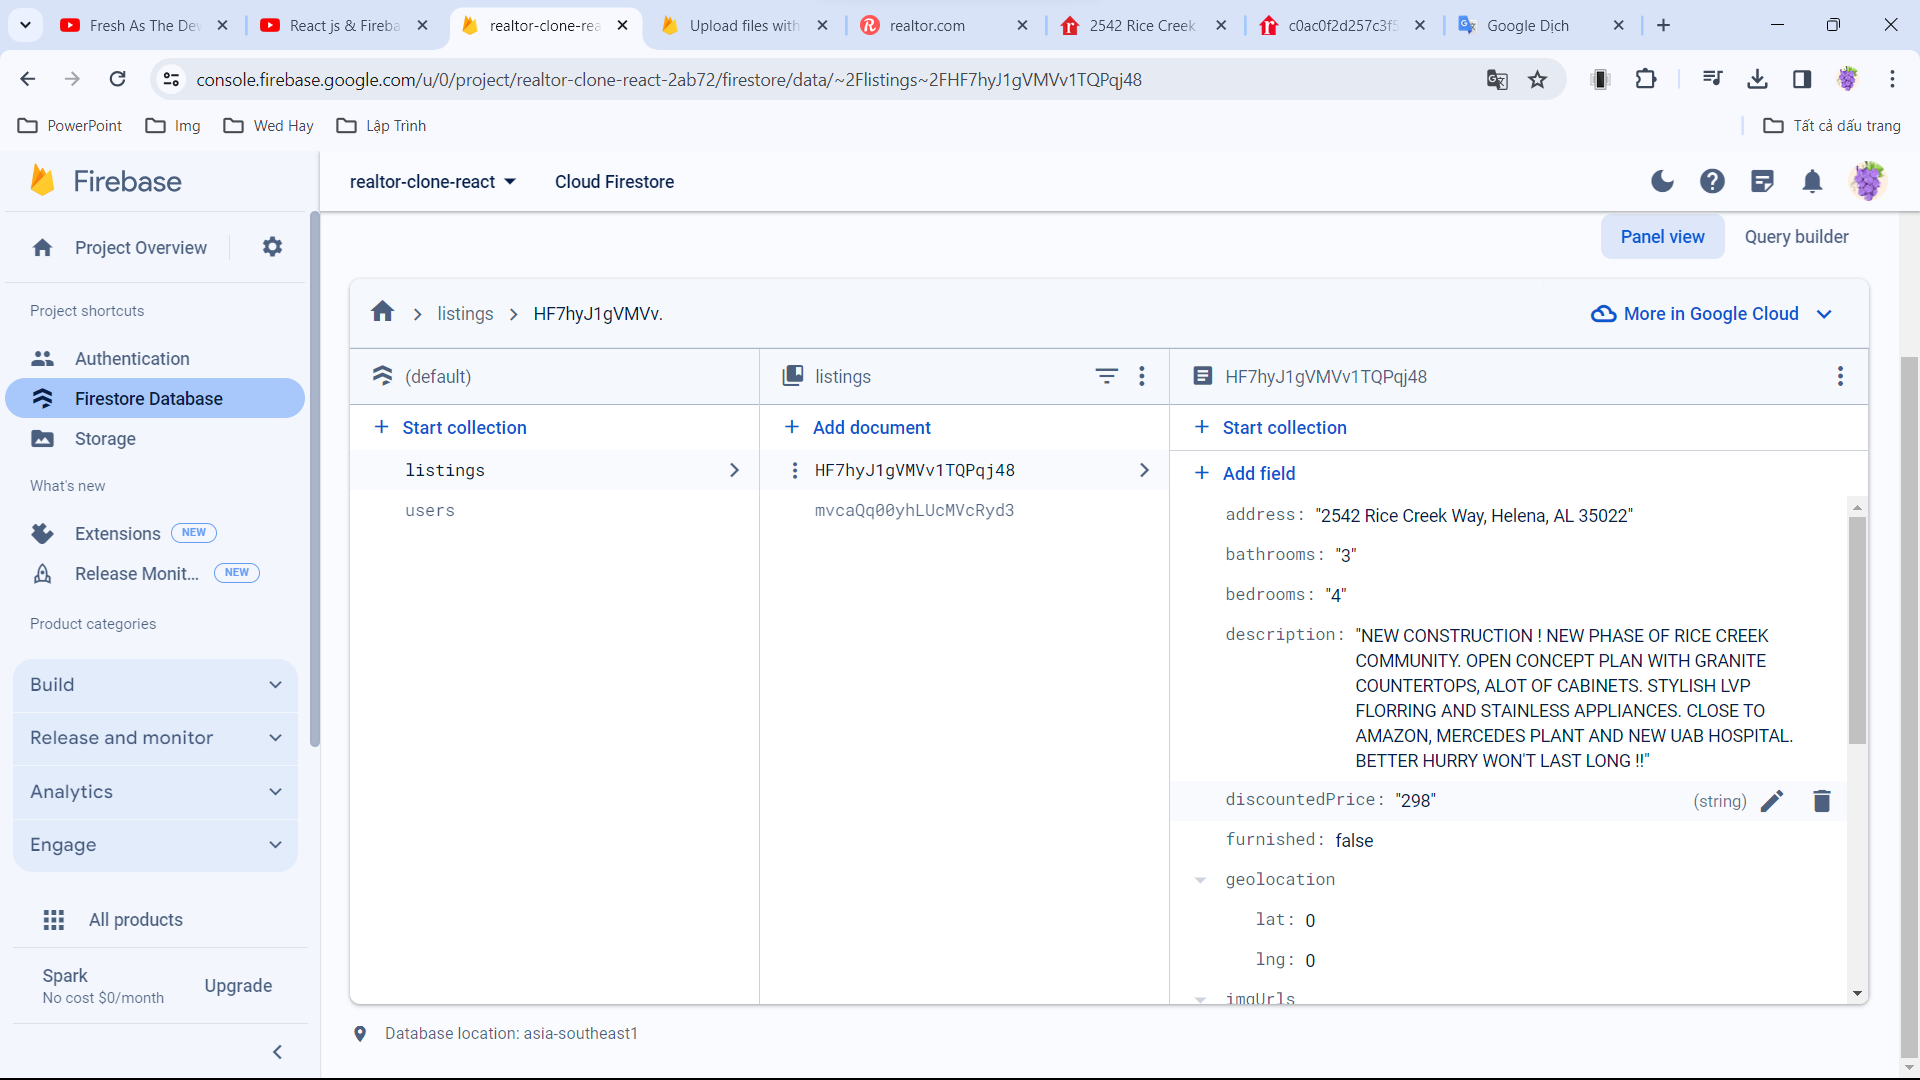 Fresh As The Dev
React js & Fireba
realtor-clone-rea
Upload files with
realtor.com
2542 Rice Creek
c0ac0f2d257c3f5
Google Dịch
console.firebase.google.com/u/0/project/realtor-clone-react-2ab72/firestore/data/~2Flistings~2FHF7hyJ1gVMVv1TQPqj48
PowerPoint
Img
Wed Hay
Lập Trình
Tất cả dấu trang
Firebase
realtor-clone-react
Cloud Firestore
Project Overview
Panel view
Query builder
Project shortcuts
Authentication
Firestore Database
Storage
What's new
Extensions NEW
Release Monit... NEW
Product categories
Build
Release and monitor
Analytics
Engage
All products
Spark
No cost $0/month
Upgrade
listings
HF7hyJ1gVMVv.
More in Google Cloud
(default)
Start collection
listings
users
listings
Add document
HF7hyJ1gVMVv1TQPqj48
mvcaQq00yhLUcMVcRyd3
HF7hyJ1gVMVv1TQPqj48
Start collection
Add field
address: "2542 Rice Creek Way, Helena, AL 35022"
bathrooms: "3"
bedrooms: "4"
description: "NEW CONSTRUCTION ! NEW PHASE OF RICE CREEK
COMMUNITY. OPEN CONCEPT PLAN WITH GRANITE
COUNTERTOPS, ALOT OF CABINETS. STYLISH LVP
FLORRING AND STAINLESS APPLIANCES. CLOSE TO
AMAZON, MERCEDES PLANT AND NEW UAB HOSPITAL.
BETTER HURRY WON'T LAST LONG !!"
discountedPrice: "298" (string)
furnished: false
geolocation
lat: 0
lng: 0
imgUrls
Database location: asia-southeast1